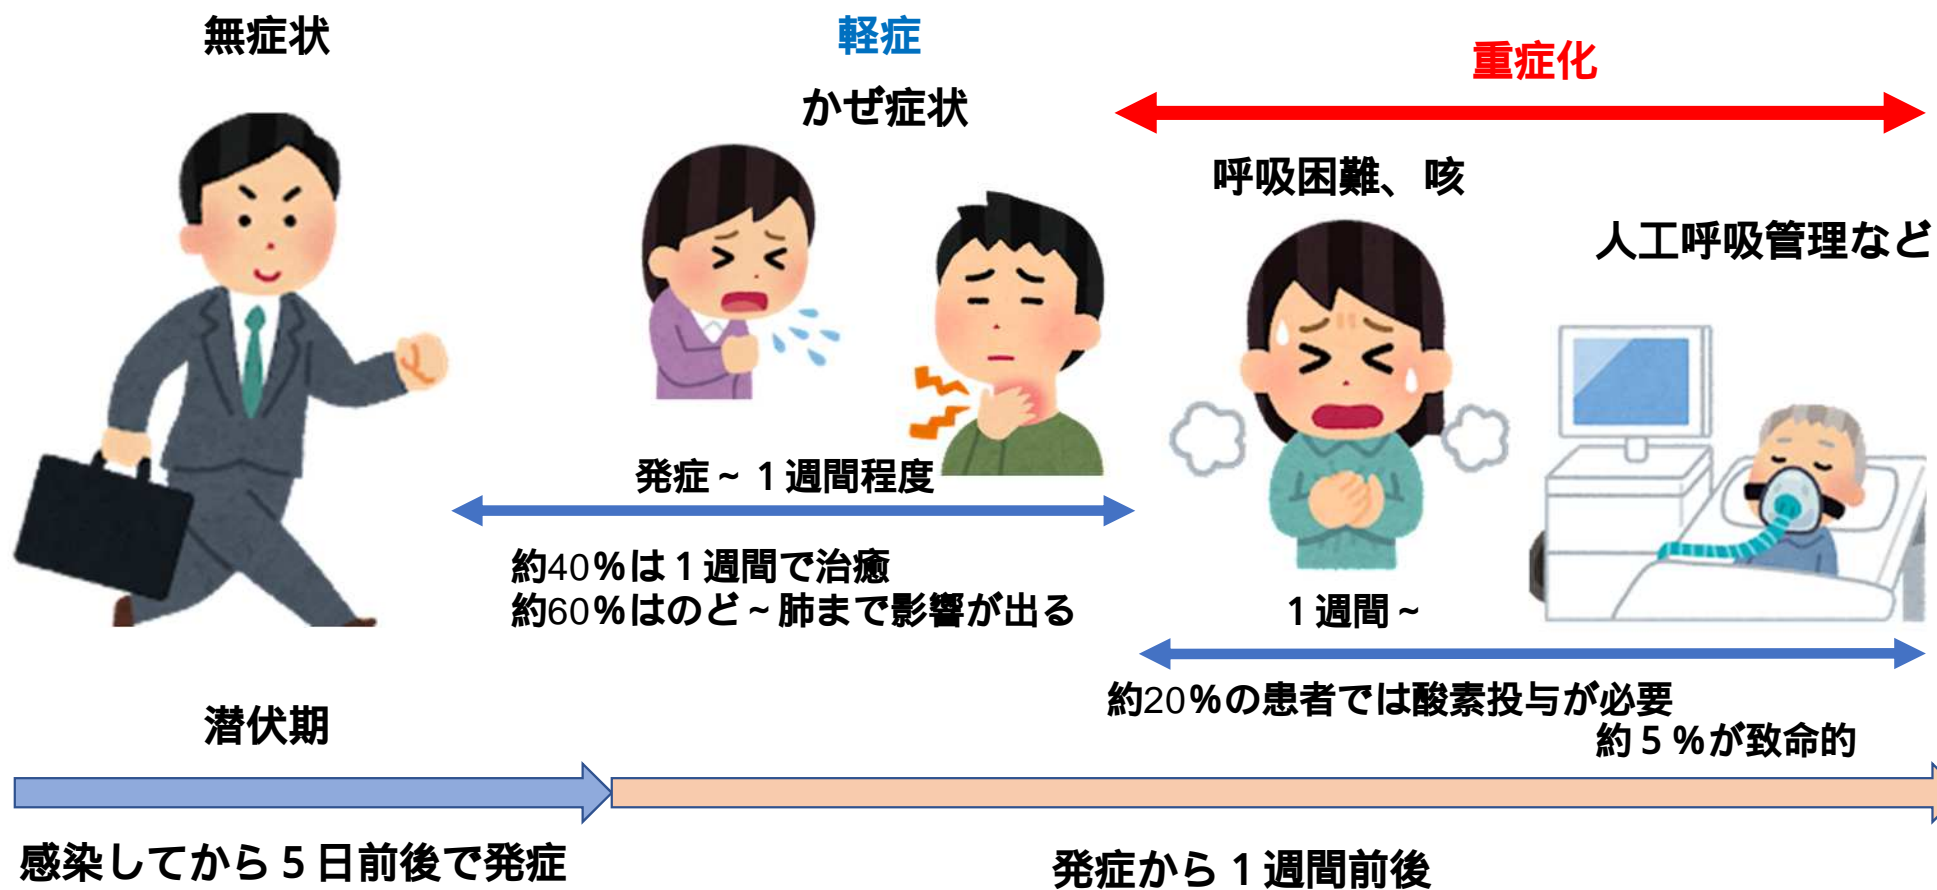 無症状
軽症
かぜ症状
重症化
呼吸困難、咳
人工呼吸管理など
発症~1週間程度
約40%は1週間で治癒
約60%はのど~肺まで影響が出る
1週間~
約20%の患者では酸素投与が必要
約5%が致命的
潜伏期
感染してから5日前後で発症
発症から1週間前後